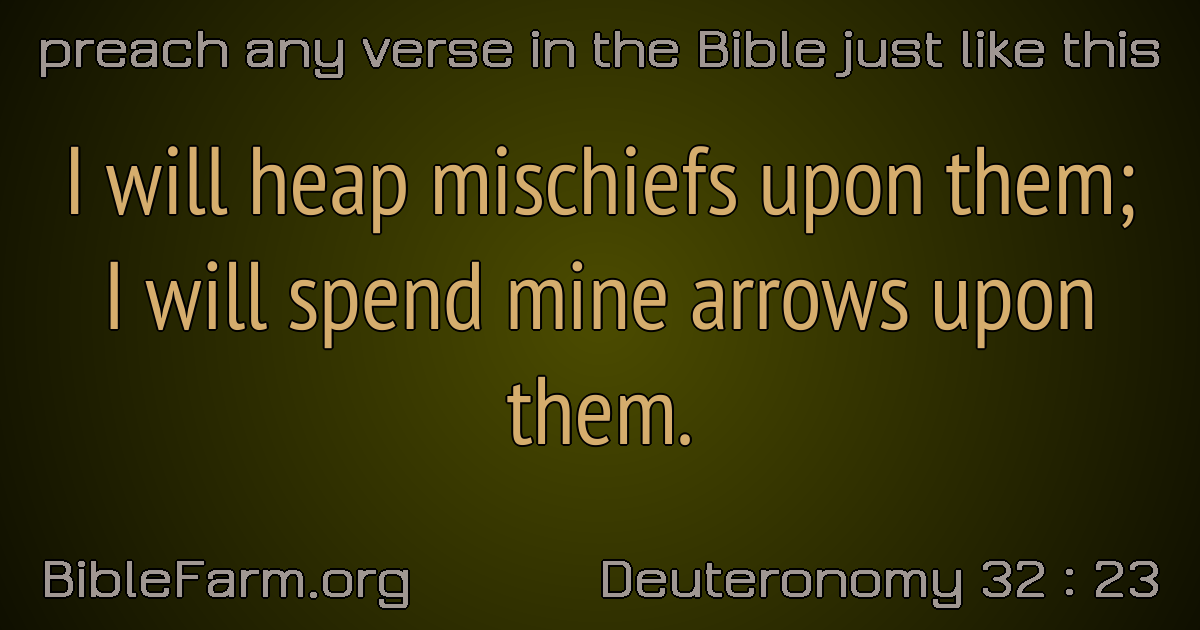 preach any verse in the Bible just like this
I will heap mischiefs upon them;
I will spend mine arrows upon
them.
BibleFarm.org
Deuteronomy 32 : 23